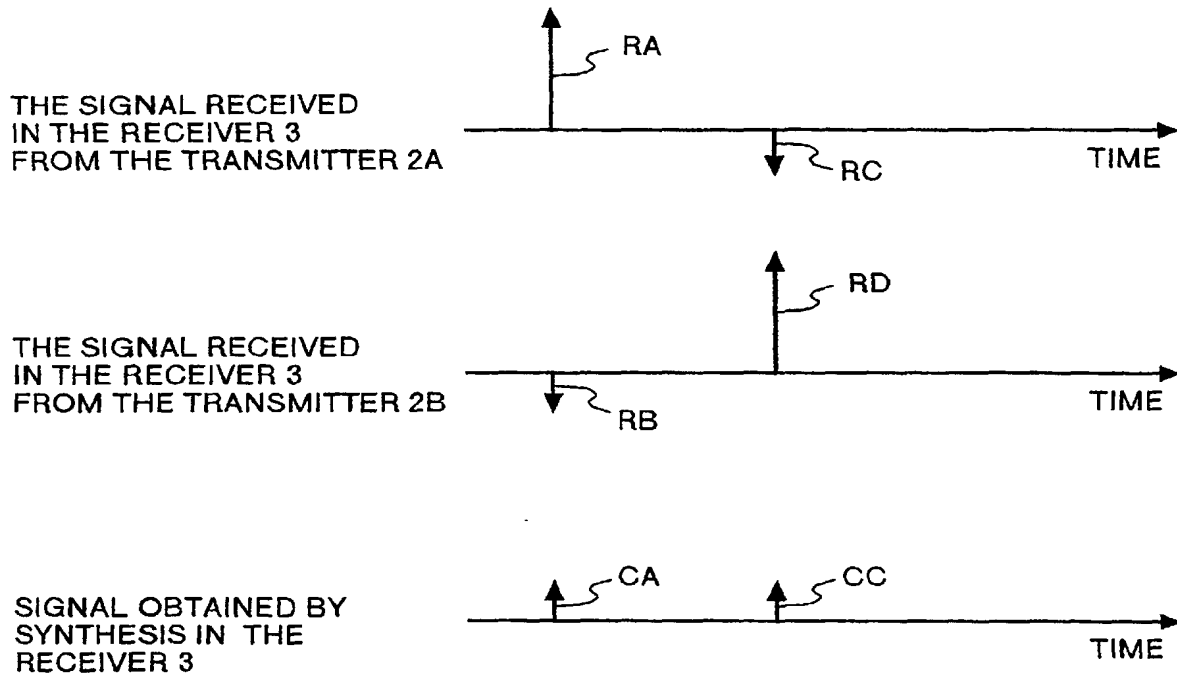 RA
THE SIGNAL RECEIVED
IN THE RECEIVER 3
FROM THE TRANSMITTER 2A
TIME
RC
RD
THE SIGNAL RECEIVED
IN THE RECEIVER 3
FROM THE TRANSMITTER 2B
TIME
RB
CA
CC
SIGNAL OBTAINED BY
SYNTHESIS IN THE
RECEIVER 3
TIME